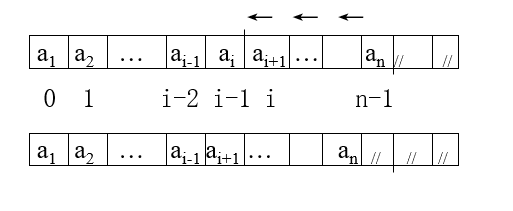 a₁ a₂ … aᵢ₋₁ aᵢ aᵢ₊₁ … aₙ // //
0 1 i-2 i-1 i n-1
a₁ a₂ … aᵢ₋₁ aᵢ₊₁ … aₙ // // //